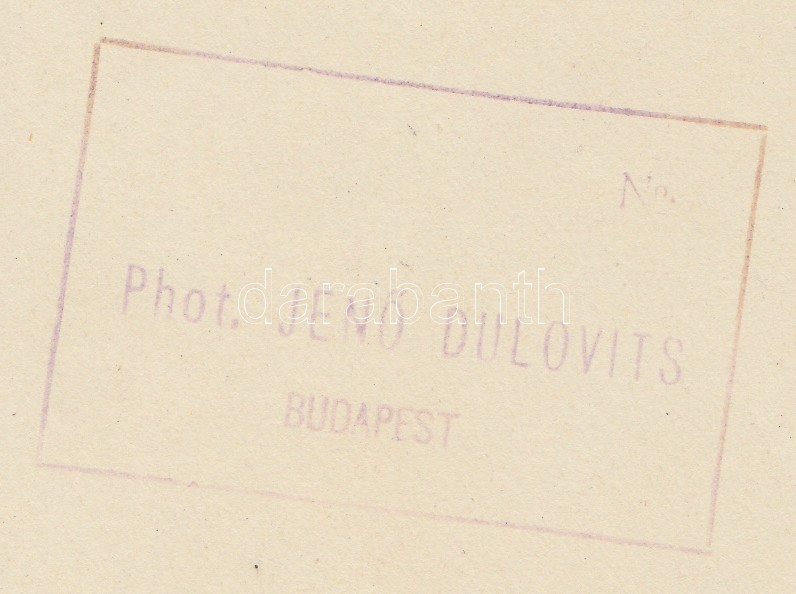 No.
Phot. JENŐ DULOVITS
BUDAPEST
darabanth